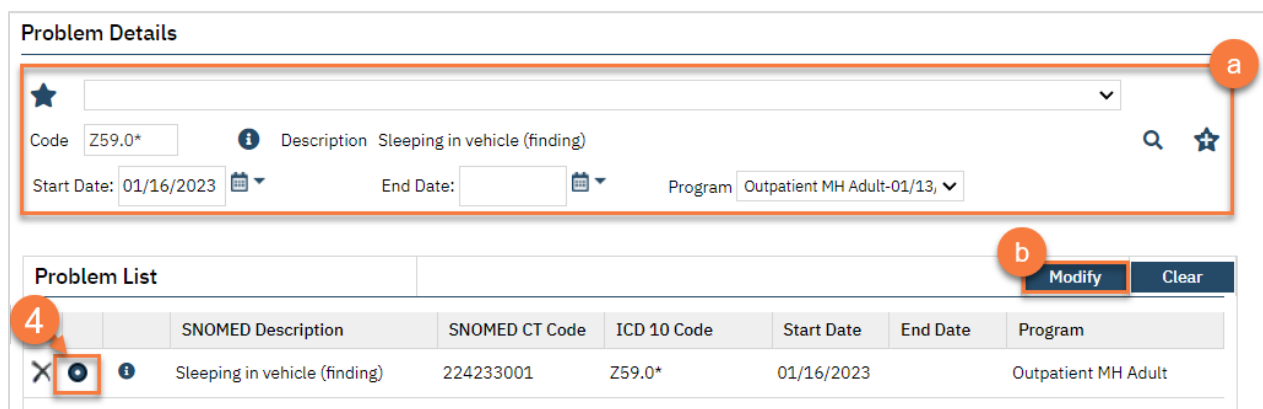 Problem Details
a
Code Z59.0* Description Sleeping in vehicle (finding)
Start Date: 01/16/2023 End Date: Program Outpatient MH Adult-01/13,
b
Problem List Modify Clear
4
SNOMED Description SNOMED CT Code ICD 10 Code Start Date End Date Program
Sleeping in vehicle (finding) 224233001 Z59.0* 01/16/2023 Outpatient MH Adult